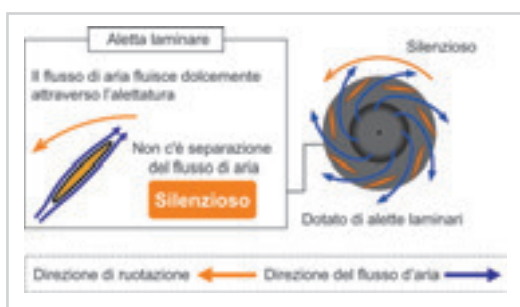 Aletta laminare
Il flusso di aria fluisce dolcemente
attraverso l'alettatura
Non c'è separazione
del flusso di aria
Silenzioso
Silenzioso
Dotato di alette laminari
Direzione di ruotazione
Direzione del flusso d'aria